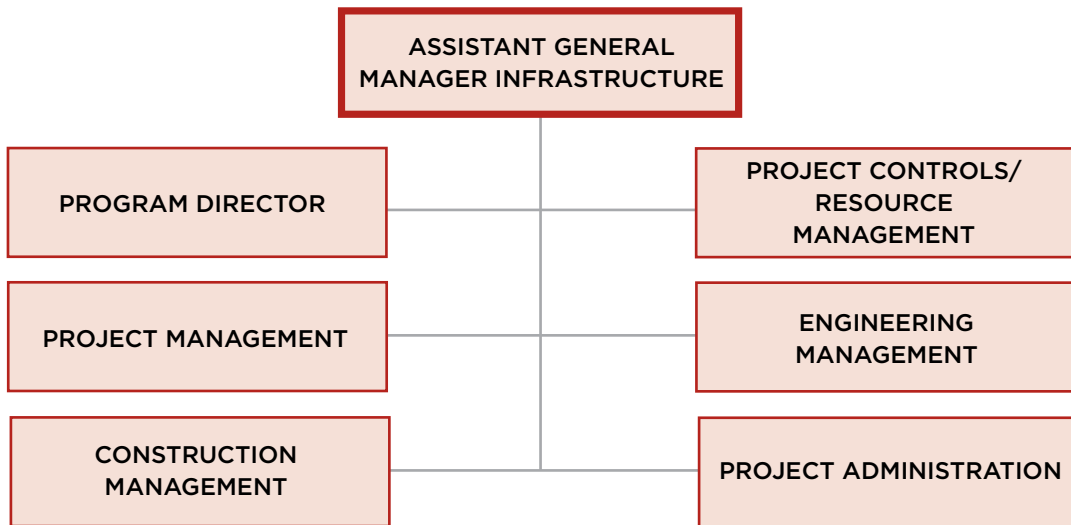 ASSISTANT GENERAL
MANAGER INFRASTRUCTURE
PROGRAM DIRECTOR
PROJECT CONTROLS/
RESOURCE
MANAGEMENT
PROJECT MANAGEMENT
ENGINEERING
MANAGEMENT
CONSTRUCTION
MANAGEMENT
PROJECT ADMINISTRATION